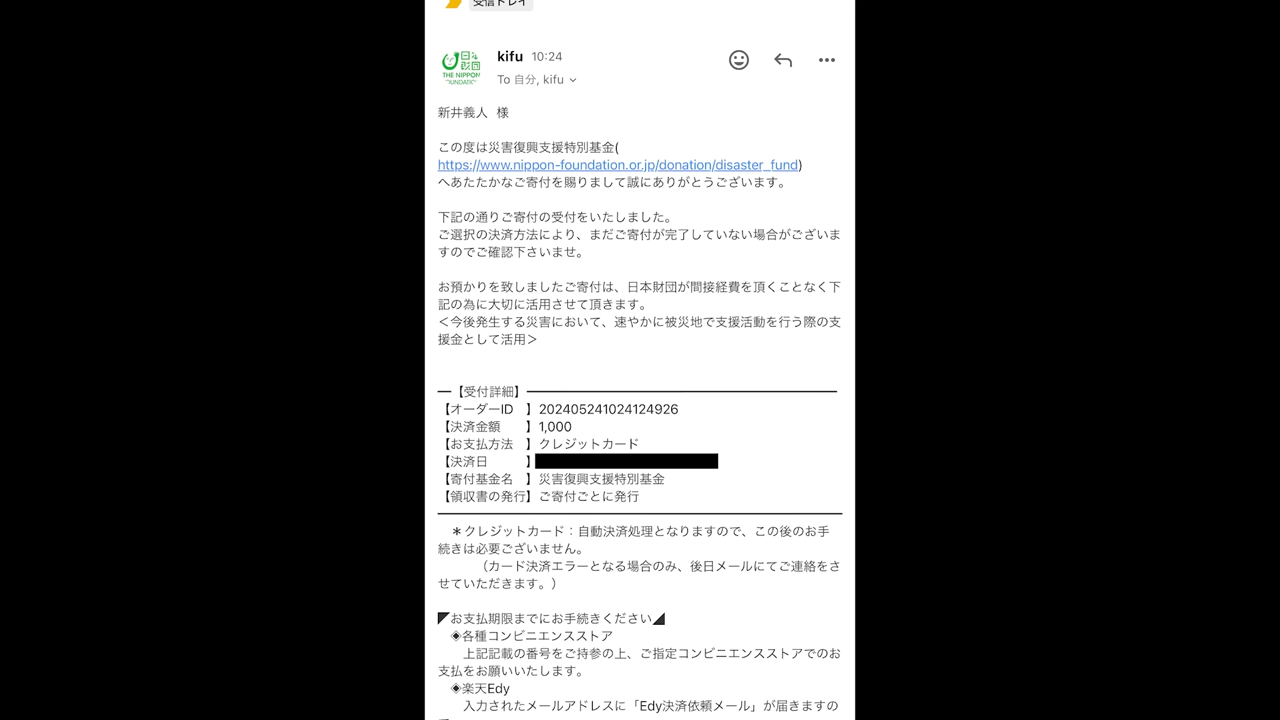 受信トレイ
kifu 10:24
To 自分, kifu
THE NIPPON
新井義人 様
この度は災害復興支援特別基金(
https://www.nippon-foundation.or.jp/donation/disaster_fund)
へあたたかなご寄付を賜りまして誠にありがとうございます。
下記の通りご寄付の受付をいたしました。
ご選択の決済方法により、まだご寄付が完了していない場合がございま
すのでご確認下さいませ。
お預かりを致しましたご寄付は、日本財団が間接経費を頂くことなく下
記の為に大切に活用させて頂きます。
＜今後発生する災害において、速やかに被災地で支援活動を行う際の支
援金として活用＞
━【受付詳細】━━━━━━━━━━━━━━━━━━━━━━━━
【オーダーID　】202405241024124926
【決済金額　　】1,000
【お支払方法　】クレジットカード
【決済日　　　】
【寄付基金名　】災害復興支援特別基金
【領収書の発行】ご寄付ごとに発行
＊クレジットカード：自動決済処理となりますので、この後のお手
続きは必要ございません。
（カード決済エラーとなる場合のみ、後日メールにてご連絡をさ
せていただきます。）
◤お支払期限までにお手続きください◢
◈各種コンビニエンスストア
上記記載の番号をご持参の上、ご指定コンビニエンスストアでのお
支払をお願いいたします。
◈楽天Edy
入力されたメールアドレスに「Edy決済依頼メール」が届きますの